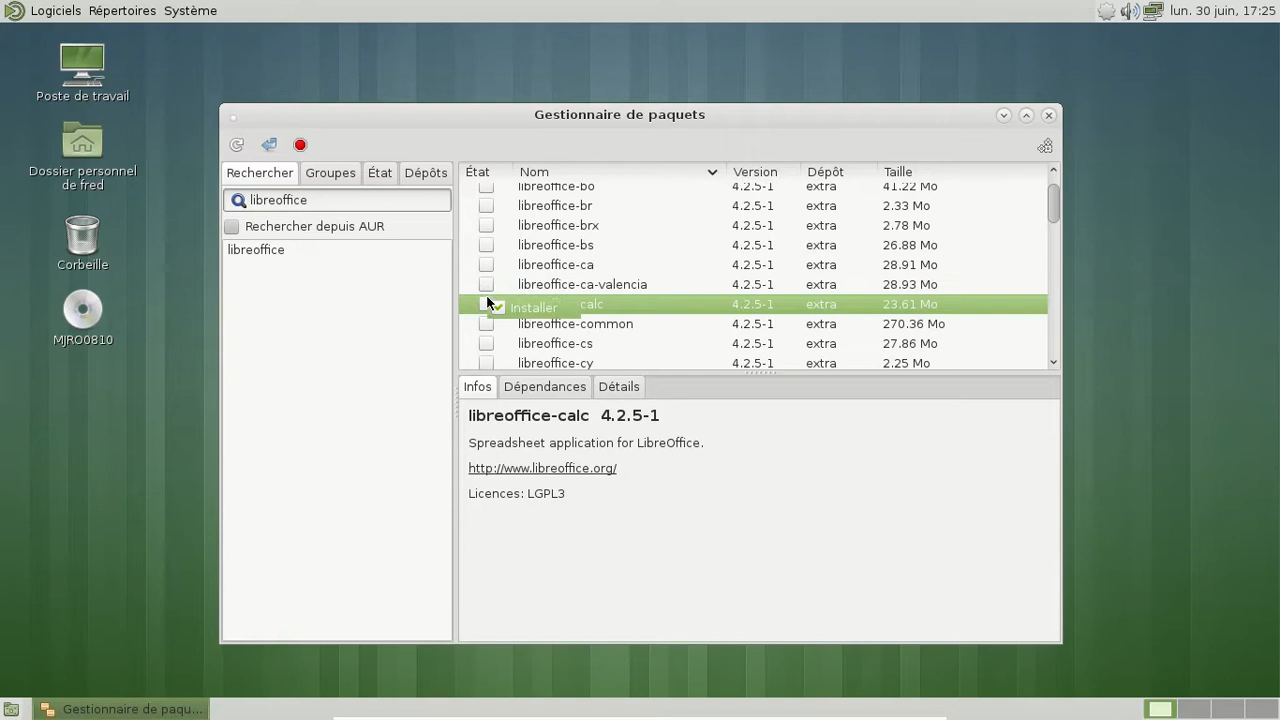 Logiciels Répertoires Système
lun. 30 juin, 17:25
Poste de travail
Dossier personnel
de fred
Corbeille
MJRO0810
Gestionnaire de paquets
Rechercher Groupes État Dépôts
libreoffice
Rechercher depuis AUR
libreoffice
État Nom Version Dépôt Taille
libreoffice-bo 4.2.5-1 extra 41.22 Mo
libreoffice-br 4.2.5-1 extra 2.33 Mo
libreoffice-brx 4.2.5-1 extra 2.78 Mo
libreoffice-bs 4.2.5-1 extra 26.88 Mo
libreoffice-ca 4.2.5-1 extra 28.91 Mo
libreoffice-ca-valencia 4.2.5-1 extra 28.93 Mo
calc 4.2.5-1 extra 23.61 Mo
Installer
libreoffice-common 4.2.5-1 extra 270.36 Mo
libreoffice-cs 4.2.5-1 extra 27.86 Mo
libreoffice-cy 4.2.5-1 extra 2.25 Mo
Infos Dépendances Détails
libreoffice-calc 4.2.5-1
Spreadsheet application for LibreOffice.
http://www.libreoffice.org/
Licences: LGPL3
Gestionnaire de paqu...